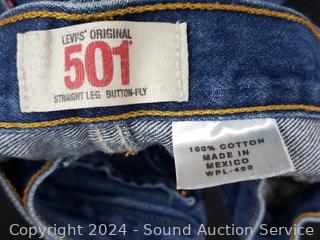 LEVI'S® ORIGINAL
501®
STRAIGHT LEG BUTTON-FLY
100% COTTON
MADE IN
MEXICO
WPL-423
Copyright © 2024 - Sound Auction Service